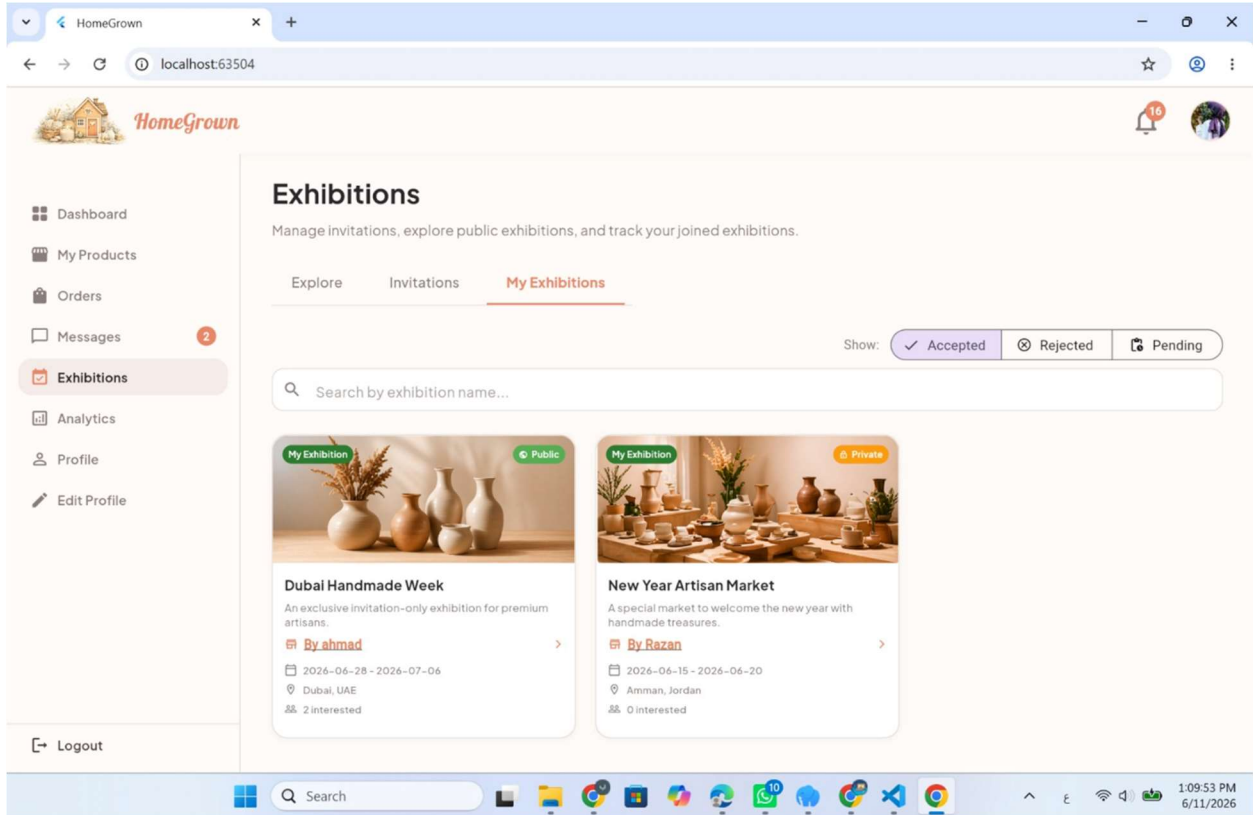 HomeGrown
localhost:63504
HomeGrown
16
Exhibitions
Manage invitations, explore public exhibitions, and track your joined exhibitions.
Dashboard
My Products
Orders
Messages 2
Exhibitions
Analytics
Profile
Edit Profile
Logout
Explore Invitations My Exhibitions
Show: Accepted Rejected Pending
Search by exhibition name...
My Exhibition Public
Dubai Handmade Week
An exclusive invitation-only exhibition for premium
artisans.
By ahmad
2026-06-28 - 2026-07-06
Dubai, UAE
2 interested
My Exhibition Private
New Year Artisan Market
A special market to welcome the new year with
handmade treasures.
By Razan
2026-06-15 - 2026-06-20
Amman, Jordan
0 interested
Search
10
ع
1:09:53 PM
6/11/2026